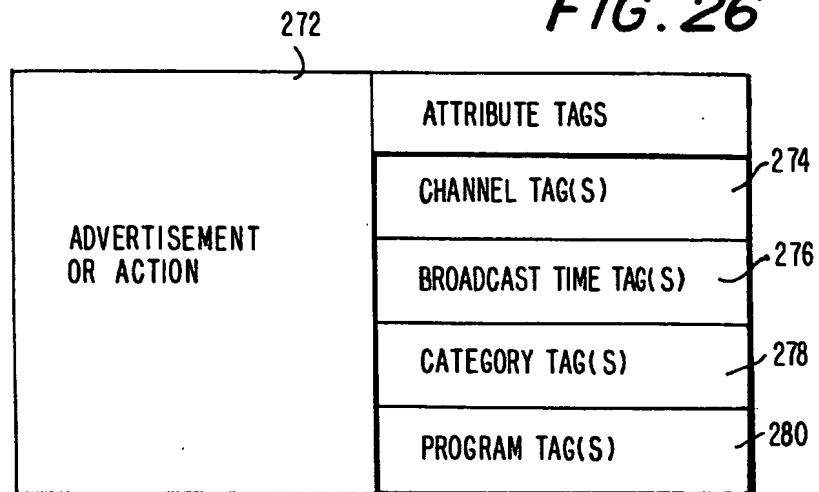 FIG. 26
272
ATTRIBUTE TAGS
274
CHANNEL TAG(S)
ADVERTISEMENT
OR ACTION
276
BROADCAST TIME TAG(S)
278
CATEGORY TAG(S)
280
PROGRAM TAG(S)